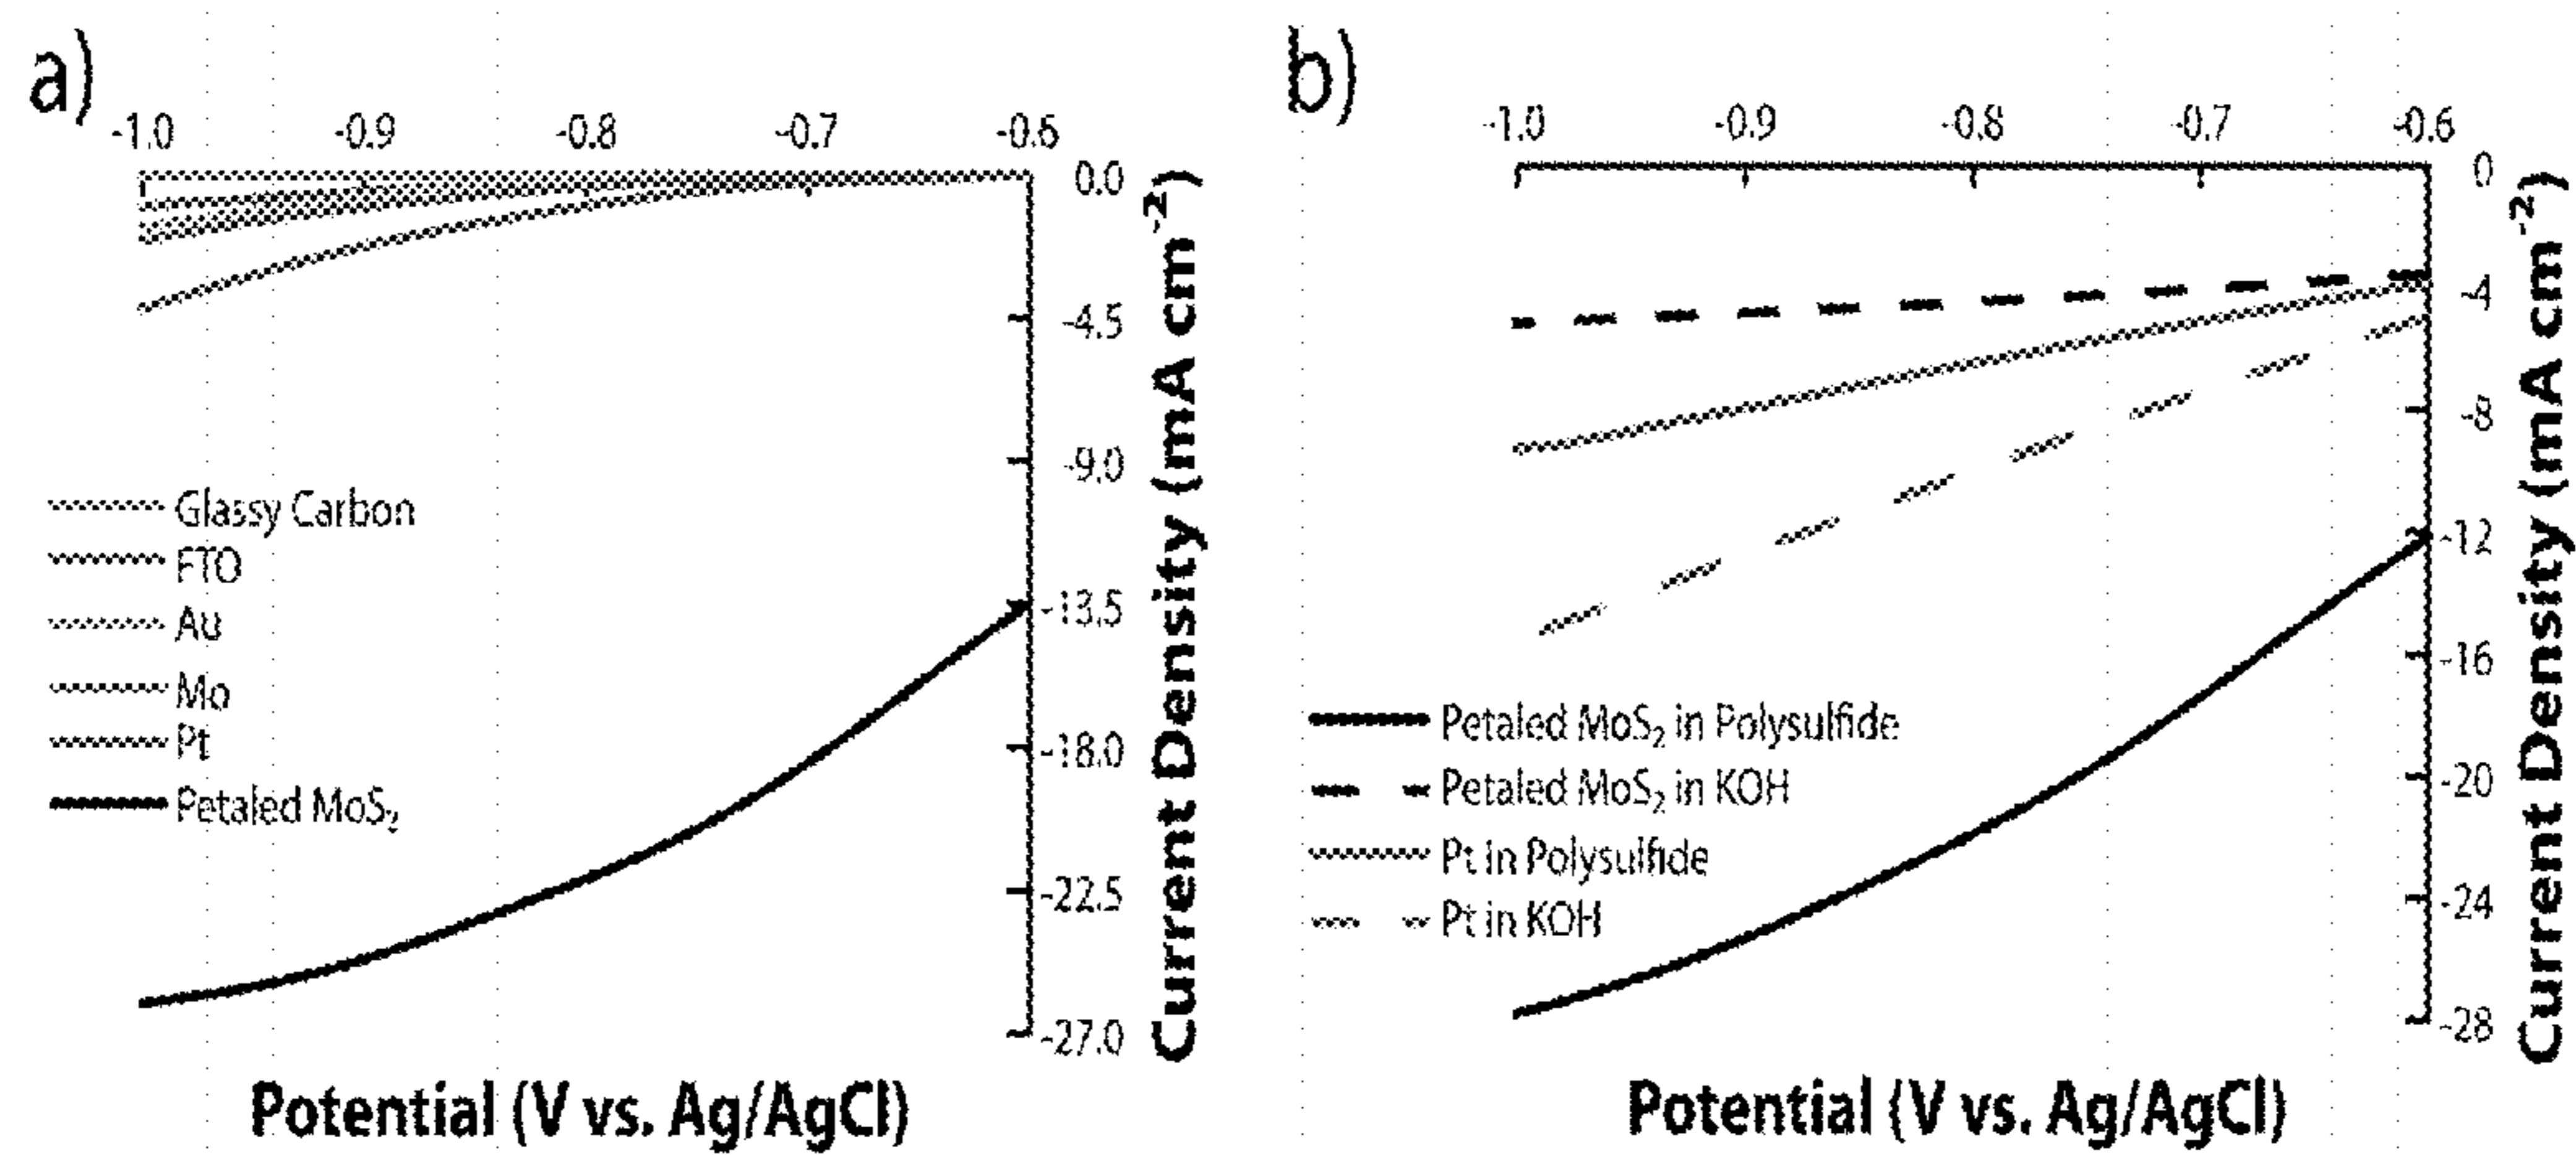 a)
-1.0 -0.9 -0.8 -0.7 -0.6
0.0
-4.5
-9.0
-13.5
-18.0
-22.5
-27.0
Current Density (mA cm⁻²)
Glassy Carbon
FTO
Au
Mo
Pt
Petaled MoS₂
Potential (V vs. Ag/AgCl)
b)
-1.0 -0.9 -0.8 -0.7 -0.6
0
-4
-8
-12
-16
-20
-24
-28
Current Density (mA cm⁻²)
Petaled MoS₂ in Polysulfide
Petaled MoS₂ in KOH
Pt in Polysulfide
Pt in KOH
Potential (V vs. Ag/AgCl)